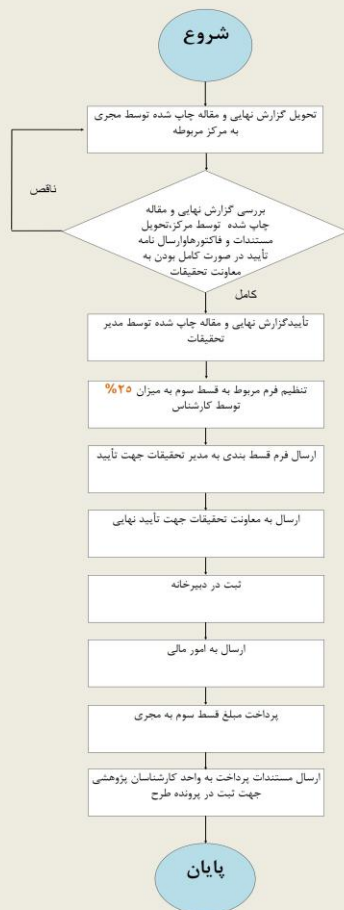 شروع
تحویل گزارش نهایی و مقاله چاپ شده توسط مجری
به مرکز مربوطه
ناقص
بررسی گزارش نهایی و مقاله
چاپ شده توسط مرکز،تحویل
مستندات و فاکتورهاوارسال نامه
تأیید در صورت کامل بودن به
معاونت تحقیقات
کامل
تأییدگزارش نهایی و مقاله چاپ شده توسط مدیر
تحقیقات
تنظیم فرم مربوط به قسط سوم به میزان ۲۵%
توسط کارشناس
ارسال فرم قسط بندی به مدیر تحقیقات جهت تأیید
ارسال به معاونت تحقیقات جهت تأیید نهایی
ثبت در دبیرخانه
ارسال به امور مالی
پرداخت مبلغ قسط سوم به مجری
ارسال مستندات پرداخت به واحد کارشناسان پژوهشی
جهت ثبت در پرونده طرح
پایان